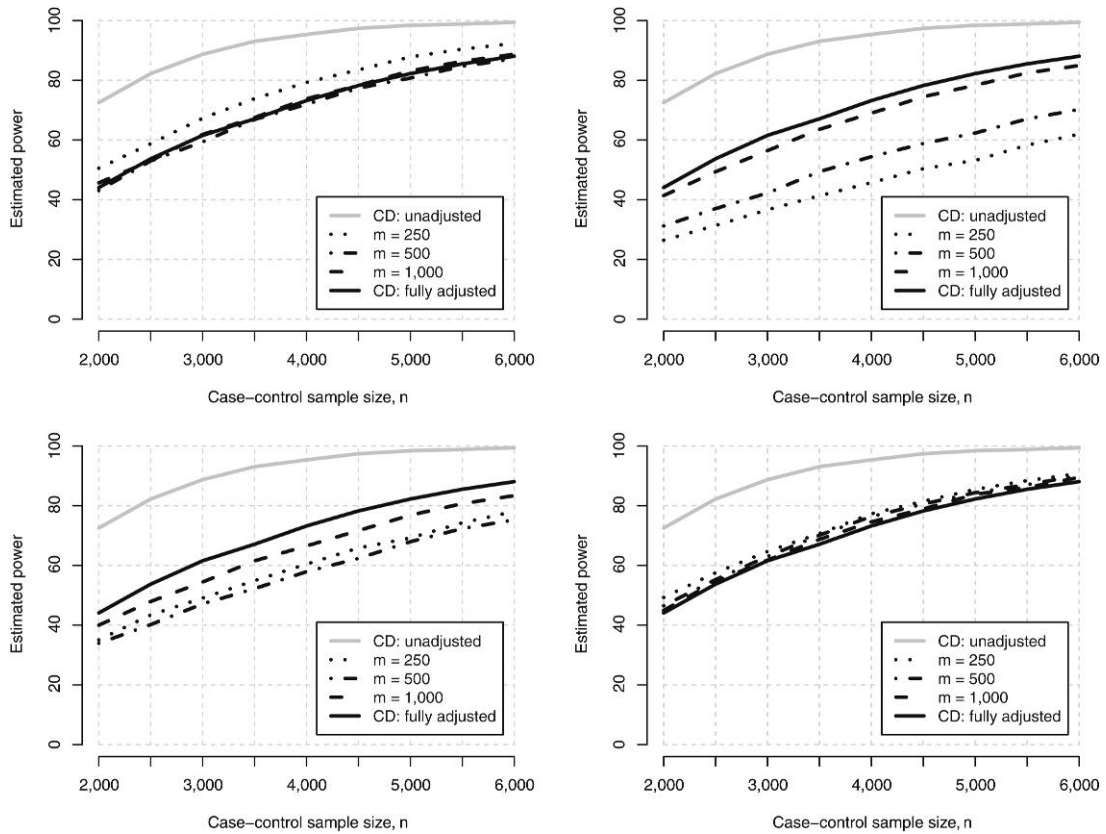 Estimated power
0
20
40
60
80
100
2,000
3,000
4,000
5,000
6,000
Case−control sample size, n
CD: unadjusted
m = 250
m = 500
m = 1,000
CD: fully adjusted
Estimated power
0
20
40
60
80
100
2,000
3,000
4,000
5,000
6,000
Case−control sample size, n
CD: unadjusted
m = 250
m = 500
m = 1,000
CD: fully adjusted
Estimated power
0
20
40
60
80
100
2,000
3,000
4,000
5,000
6,000
Case−control sample size, n
CD: unadjusted
m = 250
m = 500
m = 1,000
CD: fully adjusted
Estimated power
0
20
40
60
80
100
2,000
3,000
4,000
5,000
6,000
Case−control sample size, n
CD: unadjusted
m = 250
m = 500
m = 1,000
CD: fully adjusted